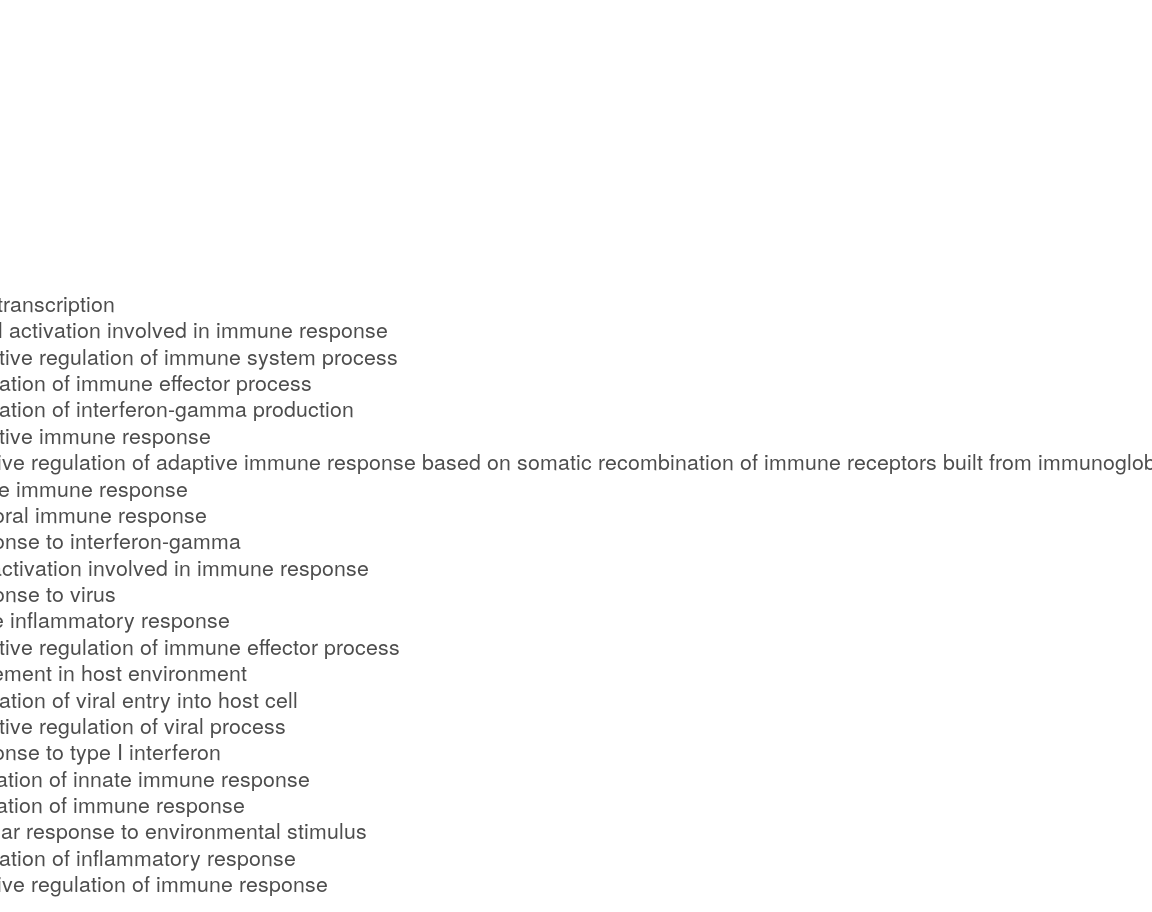 transcription
l activation involved in immune response
tive regulation of immune system process
ation of immune effector process
ation of interferon-gamma production
tive immune response
ive regulation of adaptive immune response based on somatic recombination of immune receptors built from immunoglob
e immune response
oral immune response
onse to interferon-gamma
activation involved in immune response
onse to virus
e inflammatory response
tive regulation of immune effector process
ement in host environment
ation of viral entry into host cell
tive regulation of viral process
onse to type I interferon
ation of innate immune response
ation of immune response
ar response to environmental stimulus
ation of inflammatory response
ive regulation of immune response